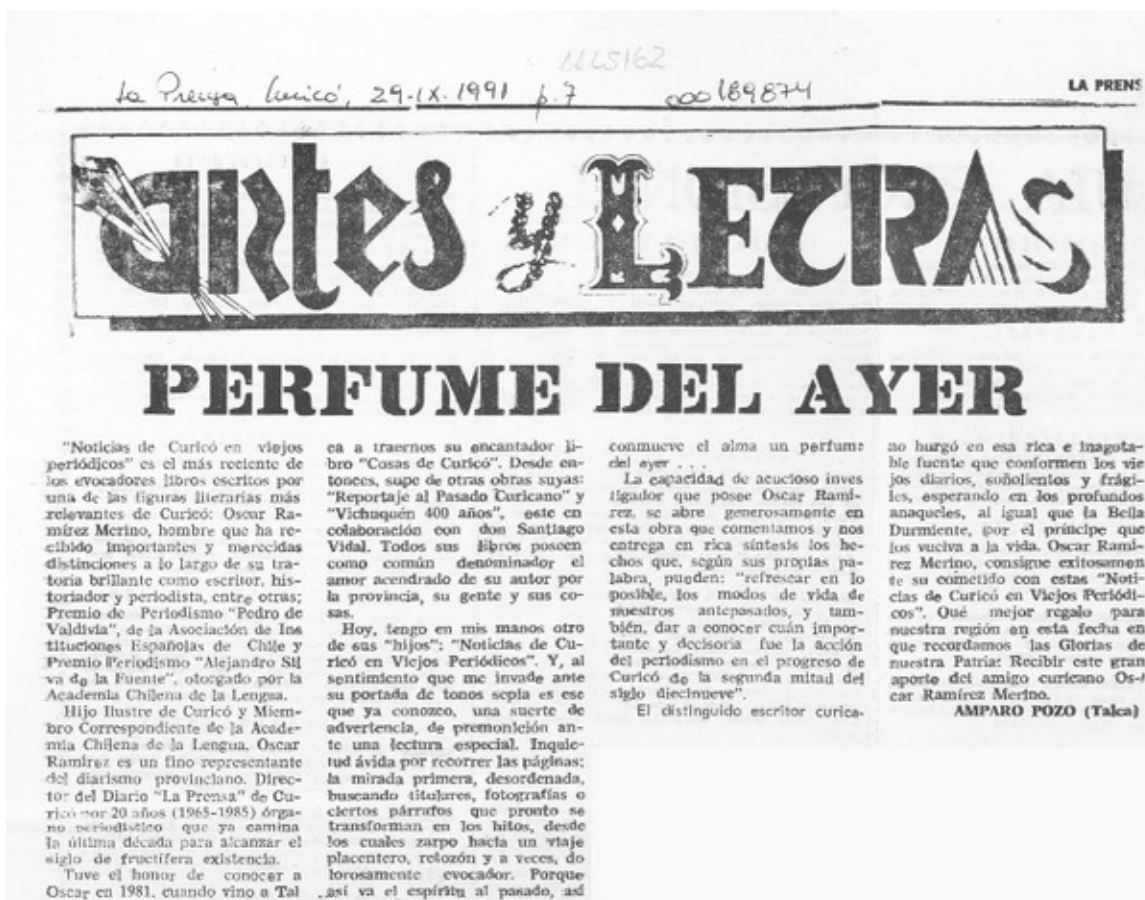 1115162
La Prensa, Curicó, 29-IX-1991 p.7 000189874
LA PRENS
Artes y LETRAS
PERFUME DEL AYER
"Noticias de Curicó en viejos
periódicos" es el más reciente de
los evocadores libros escritos por
una de las figuras literarias más
relevantes de Curicó: Oscar Ra-
mírez Merino, hombre que ha re-
cibido importantes y merecidas
distinciones a lo largo de su tra-
toria brillante como escritor, his-
toriador y periodista, entre otras;
Premio de Periodismo "Pedro de
Valdivia", de la Asociación de Ins
tituciones Españolas de Chile y
Premio Periodismo "Alejandro Sil
va de la Fuente", otorgado por la
Academia Chilena de la Lengua.
Hijo Ilustre de Curicó y Miem-
bro Correspondiente de la Acade-
mia Chilena de la Lengua, Oscar
Ramírez es un fino representante
del diarismo provinciano. Direc-
tor del Diario "La Prensa" de Cu-
ricó por 20 años (1965-1985) órga-
no periodístico que ya camina
la última década para alcanzar el
siglo de fructífera existencia.
Tuve el honor de conocer a
Oscar en 1981, cuando vino a Tal
ca a traernos su encantador li-
bro "Cosas de Curicó". Desde en-
tonces, supe de otras obras suyas:
"Reportaje al Pasado Curicano" y
"Vichuquén 400 años", este en
colaboración con don Santiago
Vidal. Todos sus libros poseen
como común denominador el
amor acendrado de su autor por
la provincia, su gente y sus co-
sas.
Hoy, tengo en mis manos otro
de sus "hijos": "Noticias de Cu-
ricó en Viejos Periódicos". Y, al
sentimiento que me invade ante
su portada de tonos sepia es ese
que ya conozco, una suerte de
advertencia, de premonición an-
te una lectura especial. Inquie-
tud ávida por recorrer las páginas:
la mirada primera, desordenada,
buscando titulares, fotografías o
ciertos párrafos que pronto se
transforman en los hitos, desde
los cuales zarpo hacia un viaje
placentero, retozón y a veces, do
lorosamente evocador. Porque
así va el espíritu al pasado, así
conmueve el alma un perfume
del ayer . . .
La capacidad de acucioso inves
tigador que posee Oscar Ramí-
rez, se abre generosamente en
esta obra que comentamos y nos
entrega en rica síntesis los he-
chos que, según sus propias pa-
labra, pueden: "refrescar en lo
posible, los modos de vida de
nuestros antepasados, y tam-
bién, dar a conocer cuán impor-
tante y decisoria fue la acción
del periodismo en el progreso de
Curicó de la segunda mitad del
siglo diecinueve".
El distinguido escritor curica-
no hurgó en esa rica e inagota-
ble fuente que conformen los vie
jos diarios, soñolientos y frági-
les, esperando en los profundos
anaqueles, al igual que la Bella
Durmiente, por el príncipe que
los vuelva a la vida. Oscar Ramí-
rez Merino, consigue exitosamen
te su cometido con estas "Noti-
cias de Curicó en Viejos Periódi-
cos". Qué mejor regalo para
nuestra región en esta fecha en
que recordamos las Glorias de
nuestra Patria: Recibir este gran
aporte del amigo curicano Os-
car Ramírez Merino.
AMPARO POZO (Talca)